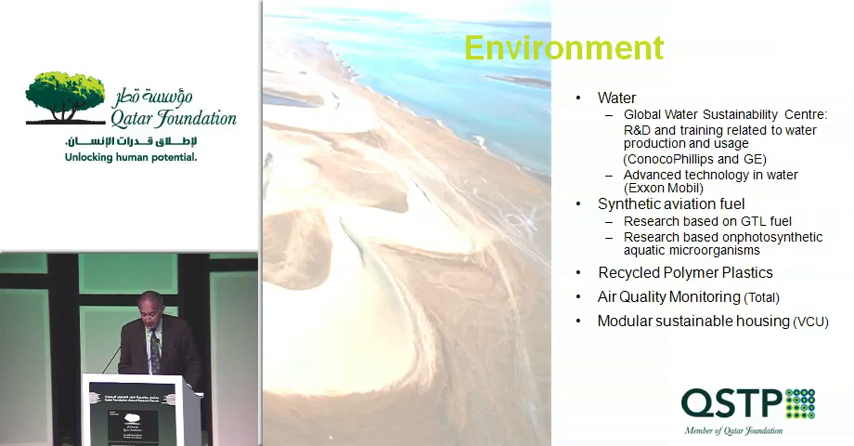 مؤسسة قطر
Qatar Foundation
لإطلاق قدرات الإنسان.
Unlocking human potential.
Environment
• Water
– Global Water Sustainability Centre:
R&D and training related to water
production and usage
(ConocoPhillips and GE)
– Advanced technology in water
(Exxon Mobil)
• Synthetic aviation fuel
– Research based on GTL fuel
– Research based onphotosynthetic
aquatic microorganisms
• Recycled Polymer Plastics
• Air Quality Monitoring (Total)
• Modular sustainable housing (VCU)
QSTP
Member of Qatar Foundation